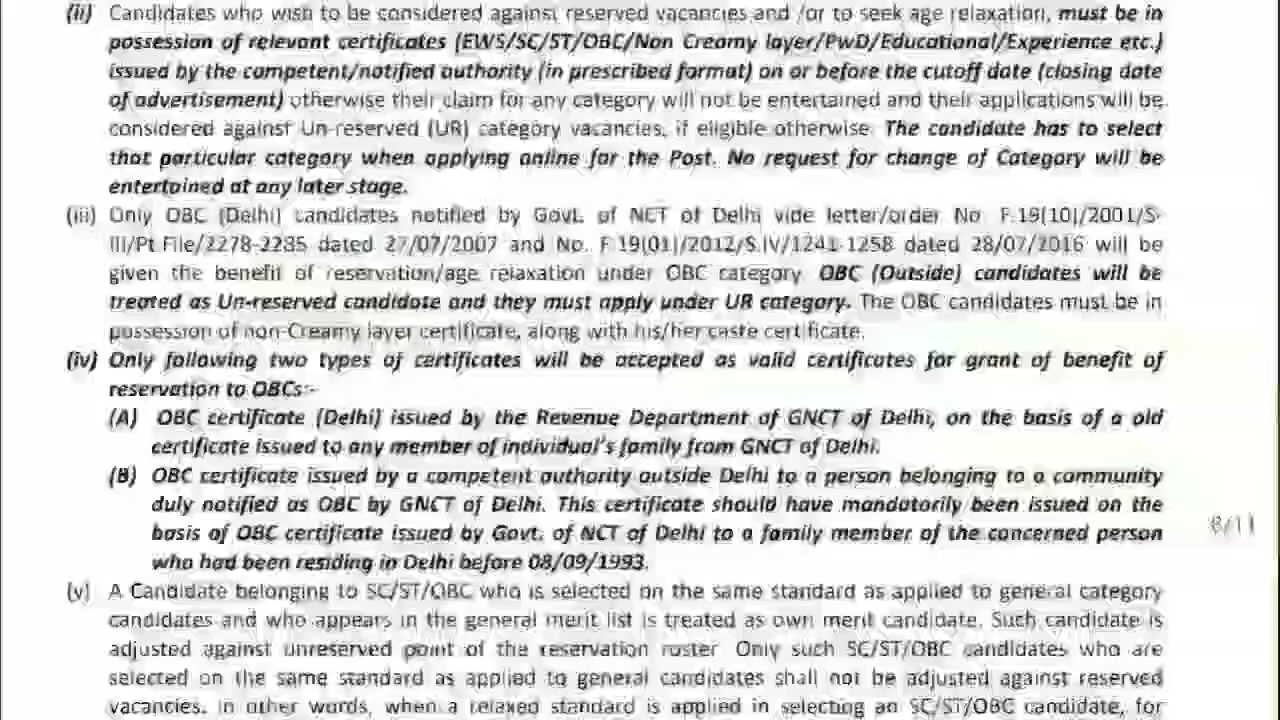 (ii) Candidates who wish to be considered against reserved vacancies and /or to seek age relaxation, must be in
possession of relevant certificates (EWS/SC/ST/OBC/Non Creamy layer/PwD/Educational/Experience etc.)
issued by the competent/notified authority (in prescribed format) on or before the cutoff date (closing date
of advertisement) otherwise their claim for any category will not be entertained and their applications will be
considered against Un-reserved (UR) category vacancies, if eligible otherwise. The candidate has to select
that particular category when applying online for the Post. No request for change of Category will be
entertained at any later stage.
(iii) Only OBC (Delhi) candidates notified by Govt. of NCT of Delhi vide letter/order No. F.19(10)/2001/S-
III/Pt.File/2278-2285 dated 27/07/2007 and No. F.19(01)/2012/S.IV/1241-1258 dated 28/07/2016 will be
given the benefit of reservation/age relaxation under OBC category. OBC (Outside) candidates will be
treated as Un-reserved candidate and they must apply under UR category. The OBC candidates must be in
possession of non-Creamy layer certificate, along with his/her caste certificate.
(iv) Only following two types of certificates will be accepted as valid certificates for grant of benefit of
reservation to OBCs:-
(A) OBC certificate (Delhi) issued by the Revenue Department of GNCT of Delhi, on the basis of a old
certificate issued to any member of individual's family from GNCT of Delhi.
(B) OBC certificate issued by a competent authority outside Delhi to a person belonging to a community
duly notified as OBC by GNCT of Delhi. This certificate should have mandatorily been issued on the
basis of OBC certificate issued by Govt. of NCT of Delhi to a family member of the concerned person
who had been residing in Delhi before 08/09/1993.
8/11
(v) A Candidate belonging to SC/ST/OBC who is selected on the same standard as applied to general category
candidates and who appears in the general merit list is treated as own merit candidate. Such candidate is
adjusted against unreserved point of the reservation roster. Only such SC/ST/OBC candidates who are
selected on the same standard as applied to general candidates shall not be adjusted against reserved
vacancies. In other words, when a relaxed standard is applied in selecting an SC/ST/OBC candidate, for